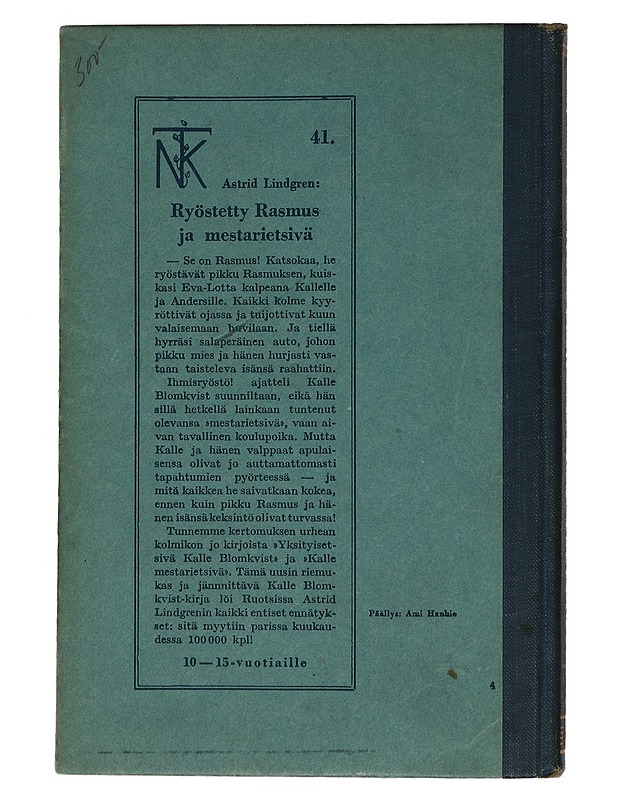 300-
NTK
41.
Astrid Lindgren:
Ryöstetty Rasmus
ja mestarietsivä
— Se on Rasmus! Katsokaa, he
ryöstävät pikku Rasmuksen, kuis-
kasi Eva-Lotta kalpeana Kallelle
ja Andersille. Kaikki kolme kyy-
röttivät ojassa ja tuijottivat kuun
valaisemaan huvilaan. Ja tiellä
hyrräsi salaperäinen auto, johon
pikku mies ja hänen hurjasti vas-
taan taisteleva isänsä raahattiin.
Ihmisryöstö! ajatteli Kalle
Blomkvist suunniltaan, eikä hän
sillä hetkellä lainkaan tuntenut
olevansa »mestarietsivä», vaan ai-
van tavallinen koulupoika. Mutta
Kalle ja hänen valppaat apulai-
sensa olivat jo auttamattomasti
tapahtumien pyörteessä — ja
mitä kaikkea he saivatkaan kokea,
ennen kuin pikku Rasmus ja hä-
nen isänsä keksintö olivat turvassa!
Tunnemme kertomuksen urhean
kolmikon jo kirjoista »Yksityiset-
sivä Kalle Blomkvist» ja »Kalle
mestarietsivä». Tämä uusin riemu-
kas ja jännnittävä Kalle Blom-
kvist-kirja löi Ruotsissa Astrid
Lindgrenin kaikki entiset ennätyk-
set: sitä myytiin parissa kuukau-
dessa 100 000 kpl!
10—15-vuotiaille
Päällys: Ami Hauhio
4